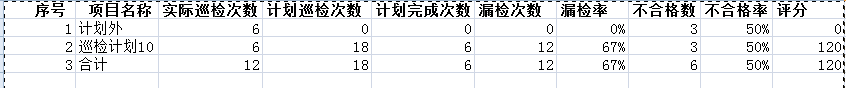 序号 项目名称 实际巡检次数 计划巡检次数 计划完成次数 漏检次数 漏检率 不合格数 不合格率 评分
1 计划外 6 0 0 0 0% 3 50% 0
2 巡检计划10 6 18 6 12 67% 3 50% 120
3 合计 12 18 6 12 67% 6 50% 120